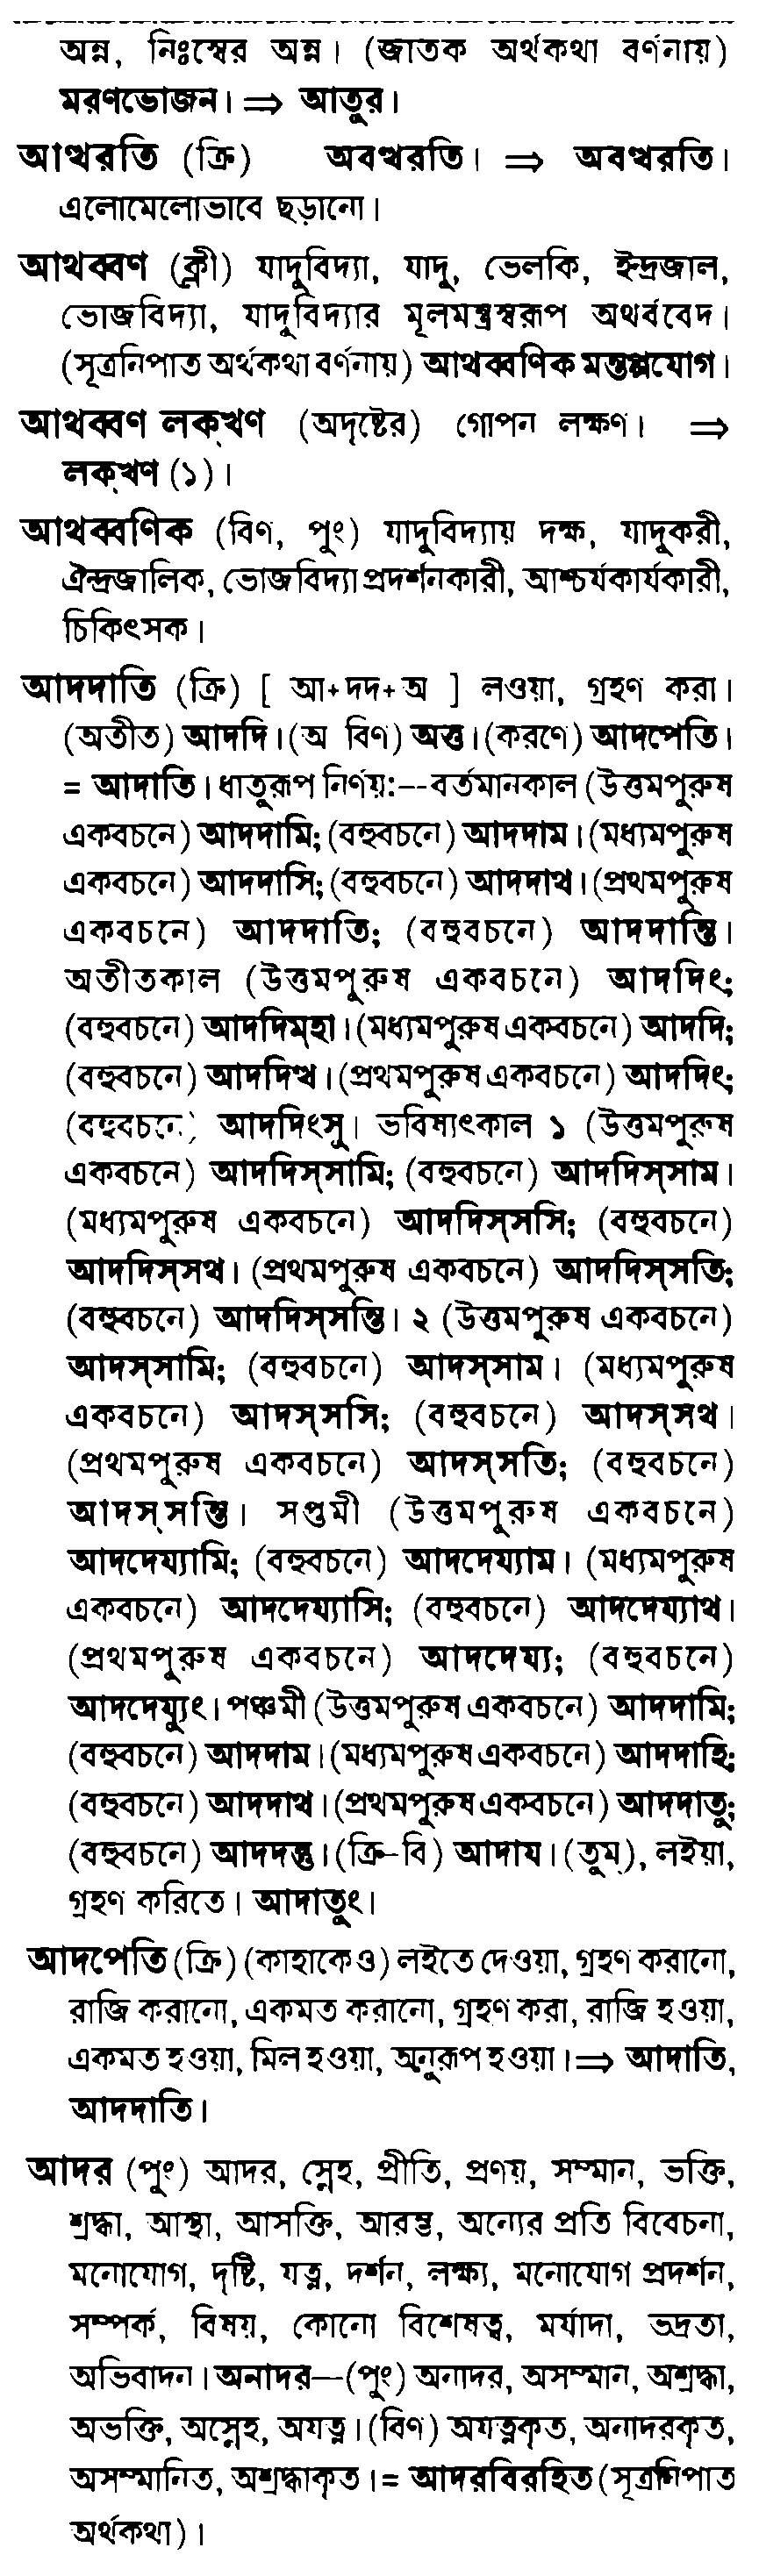 অন্ন, নিঃস্বের অন্ন। (জাতক অর্থকথা বর্ণনায়)
মরণভোজন। ⇒ আতুর।
আত্থরতি (ক্রি) অবত্থরতি। ⇒ অবত্থরতি।
এলোমেলোভাবে ছড়ানো।
আথব্বণ (ক্লী) যাদুবিদ্যা, যাদু, ভেলকি, ইন্দ্রজাল,
ভোজবিদ্যা, যাদুবিদ্যার মূলমন্ত্রস্বরূপ অথর্ববেদ।
(সূত্রনিপাত অর্থকথা বর্ণনায়) আথব্বণিক মন্তপ্পযোগ।
আথব্বণ লক্খণ (অদৃষ্টের) গোপন লক্ষণ। ⇒
লক্খণ (১)।
আথব্বণিক (বিণ, পুং) যাদুবিদ্যায় দক্ষ, যাদুকরী,
ঐন্দ্রজালিক, ভোজবিদ্যা প্রদর্শনকারী, আশ্চর্যকার্যকারী,
চিকিৎসক।
আদদাতি (ক্রি) [ আ+দদ+অ ] লওয়া, গ্রহণ করা।
(অতীত) আদদি। (অ বিণ) অত্ত। (করণে) আদপেতি।
= আদাতি। ধাতুরূপ নির্ণয়:--বর্তমানকাল (উত্তমপুরুষ
একবচনে) আদদামি; (বহুবচনে) আদদাম। (মধ্যমপুরুষ
একবচনে) আদদাসি; (বহুবচনে) আদদাথ। (প্রথমপুরুষ
একবচনে) আদদাতি; (বহুবচনে) আদদান্তি।
অতীতকাল (উত্তমপুরুষ একবচনে) আদদিং;
(বহুবচনে) আদদিম্হা। (মধ্যমপুরুষ একবচনে) আদদি;
(বহুবচনে) আদদিত্থ। (প্রথমপুরুষ একবচনে) আদদিং;
(বহুবচনে) আদদিংসু। ভবিষ্যৎকাল ১ (উত্তমপুরুষ
একবচনে) আদদিস্সামি; (বহুবচনে) আদদিস্সাম।
(মধ্যমপুরুষ একবচনে) আদদিস্সসি; (বহুবচনে)
আদদিস্সথ। (প্রথমপুরুষ একবচনে) আদদিস্সতি;
(বহুবচনে) আদদিস্সন্তি। ২ (উত্তমপুরুষ একবচনে)
আদস্সামি; (বহুবচনে) আদস্সাম। (মধ্যমপুরুষ
একবচনে) আদস্সসি; (বহুবচনে) আদস্সথ।
(প্রথমপুরুষ একবচনে) আদস্সতি; (বহুবচনে)
আদস্সন্তি। সপ্তমী (উত্তমপুরুষ একবচনে)
আদদেয্যামি; (বহুবচনে) আদদেয্যাম। (মধ্যমপুরুষ
একবচনে) আদদেয্যাসি; (বহুবচনে) আদদেয্যাথ।
(প্রথমপুরুষ একবচনে) আদদেয্য; (বহুবচনে)
আদদেয্যুং। পঞ্চমী (উত্তমপুরুষ একবচনে) আদদামি;
(বহুবচনে) আদদাম। (মধ্যমপুরুষ একবচনে) আদদাহি;
(বহুবচনে) আদদাথ। (প্রথমপুরুষ একবচনে) আদদাতু;
(বহুবচনে) আদদন্তু। (ক্রি-বি) আদায। (তুম্), লইয়া,
গ্রহণ করিতে। আদাতুং।
আদপেতি (ক্রি) (কাহাকেও) লইতে দেওয়া, গ্রহণ করানো,
রাজি করানো, একমত করানো, গ্রহণ করা, রাজি হওয়া,
একমত হওয়া, মিল হওয়া, অনুরূপ হওয়া। ⇒ আদাতি,
আদদাতি।
আদর (পুং) আদর, স্নেহ, প্রীতি, প্রণয়, সম্মান, ভক্তি,
শ্রদ্ধা, আস্থা, আসক্তি, আরম্ভ, অন্যের প্রতি বিবেচনা,
মনোযোগ, দৃষ্টি, যত্ন, দর্শন, লক্ষ্য, মনোযোগ প্রদর্শন,
সম্পর্ক, বিষয়, কোনো বিশেষত্ব, মর্যাদা, ভদ্রতা,
অভিবাদন। অনাদর—(পুং) অনাদর, অসম্মান, অশ্রদ্ধা,
অভক্তি, অস্নেহ, অযত্ন। (বিণ) অযত্নকৃত, অনাদরকৃত,
অসম্মানিত, অশ্রদ্ধাকৃত। = আদরবিরহিত (সূত্রনিপাত
অর্থকথা)।